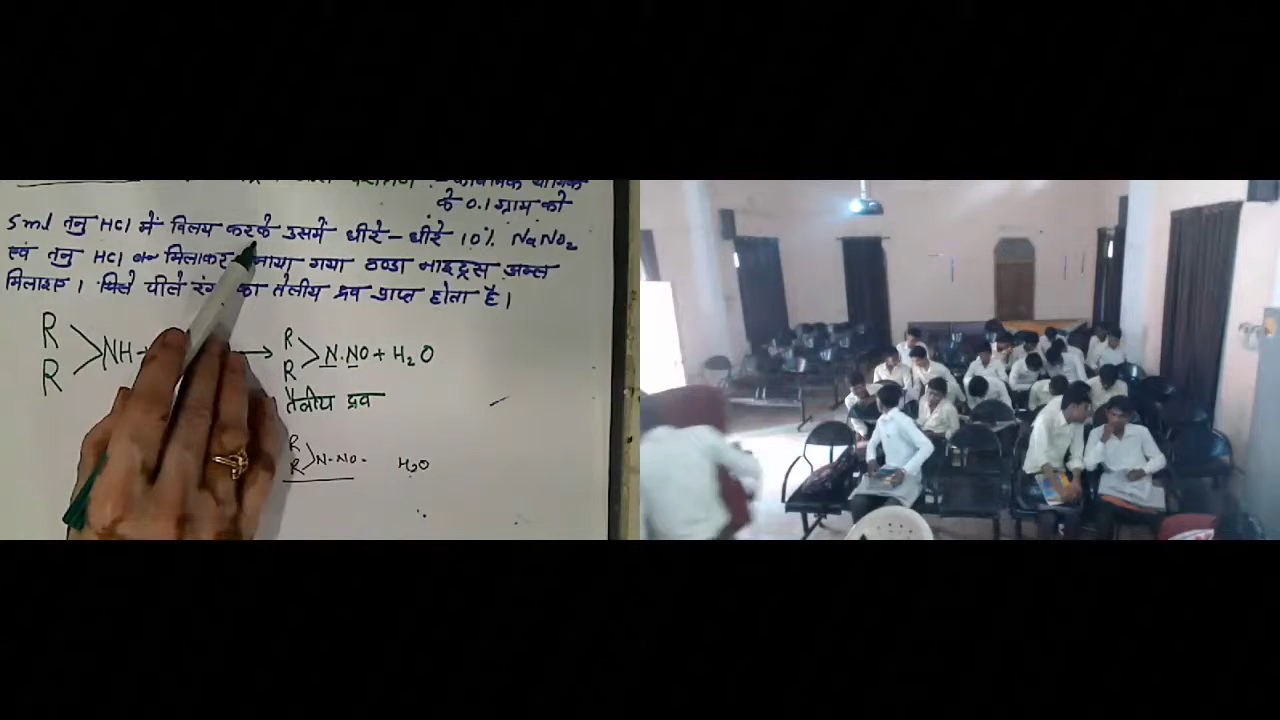 के 0.1 ग्राम को
5ml तनु HCl में विलय करके उसमें धीरे - धीरे 10% NaNO₂
एवं तनु HCl मिलाकर गया ठण्डा नाइट्रस अम्ल
मिलाइए। पीले का तेलीय द्रव प्राप्त होता है।
R
R >NH+ → R
R >N·NO + H₂O
तेलीय द्रव
R
R >N-NO- H₂O